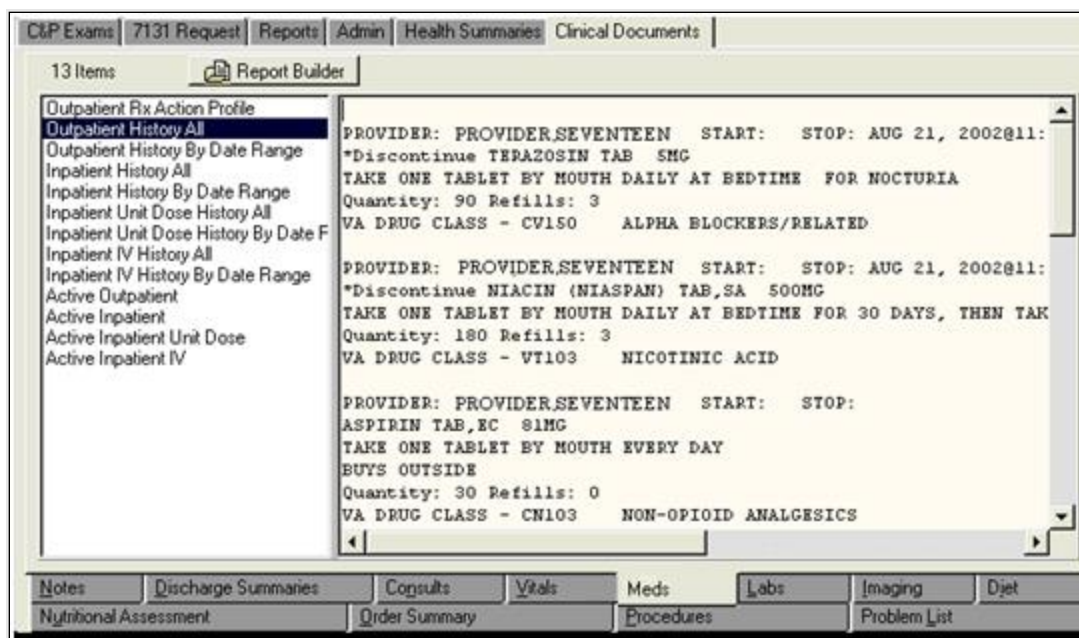 C&P Exams 7131 Request Reports Admin Health Summaries Clinical Documents
13 Items Report Builder
Outpatient Rx Action Profile
Outpatient History All
Outpatient History By Date Range
Inpatient History All
Inpatient History By Date Range
Inpatient Unit Dose History All
Inpatient Unit Dose History By Date F
Inpatient IV History All
Inpatient IV History By Date Range
Active Outpatient
Active Inpatient
Active Inpatient Unit Dose
Active Inpatient IV
PROVIDER: PROVIDER,SEVENTEEN START: STOP: AUG 21, 2002@11:
*Discontinue TERAZOSIN TAB 5MG
TAKE ONE TABLET BY MOUTH DAILY AT BEDTIME FOR NOCTURIA
Quantity: 90 Refills: 3
VA DRUG CLASS - CV150 ALPHA BLOCKERS/RELATED
PROVIDER: PROVIDER,SEVENTEEN START: STOP: AUG 21, 2002@11:
*Discontinue NIACIN (NIASPAN) TAB,SA 500MG
TAKE ONE TABLET BY MOUTH DAILY AT BEDTIME FOR 30 DAYS, THEN TAK
Quantity: 180 Refills: 3
VA DRUG CLASS - VT103 NICOTINIC ACID
PROVIDER: PROVIDER,SEVENTEEN START: STOP:
ASPIRIN TAB,EC 81MG
TAKE ONE TABLET BY MOUTH EVERY DAY
BUYS OUTSIDE
Quantity: 30 Refills: 0
VA DRUG CLASS - CN103 NON-OPIOID ANALGESICS
Notes Discharge Summaries Consults Vitals Meds Labs Imaging Diet
Nutritional Assessment Order Summary Procedures Problem List